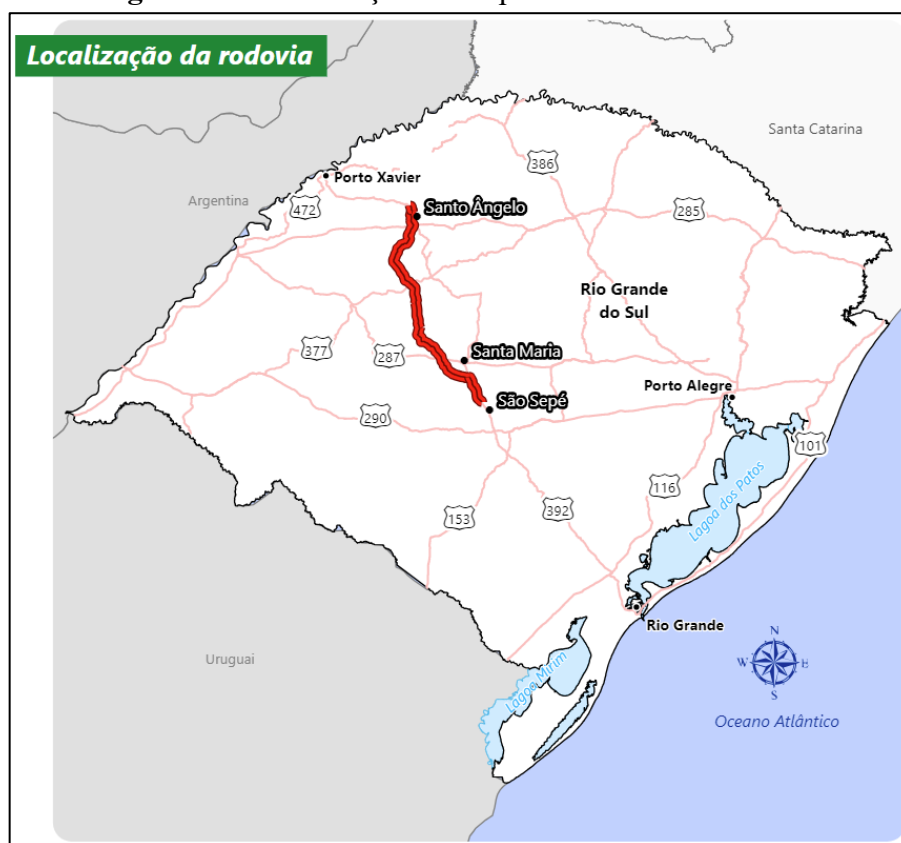 Localização da rodovia
Santa Catarina
386
Porto Xavier
Argentina
472
Santo Ângelo
285
Rio Grande
do Sul
377
287
Santa Maria
Porto Alegre
São Sepé
290
101
116
Lagoa dos Patos
153
392
Rio Grande
N
Uruguai
Lagoa Mirim
W
E
S
Oceano Atlântico